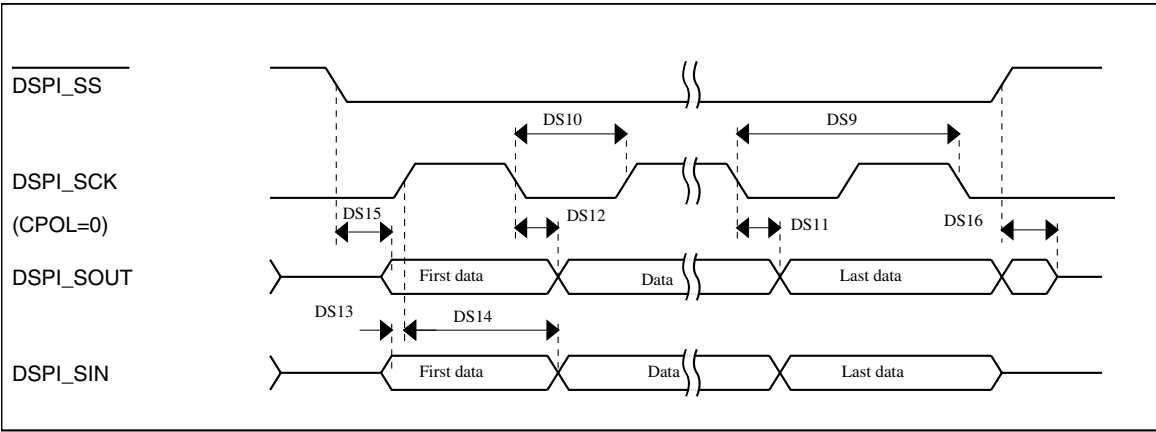 DSPI_SS
DS10
DS9
DSPI_SCK
(CPOL=0)
DS15
DS12
DS11
DS16
DSPI_SOUT
First data
Data
Last data
DS13
DS14
DSPI_SIN
First data
Data
Last data